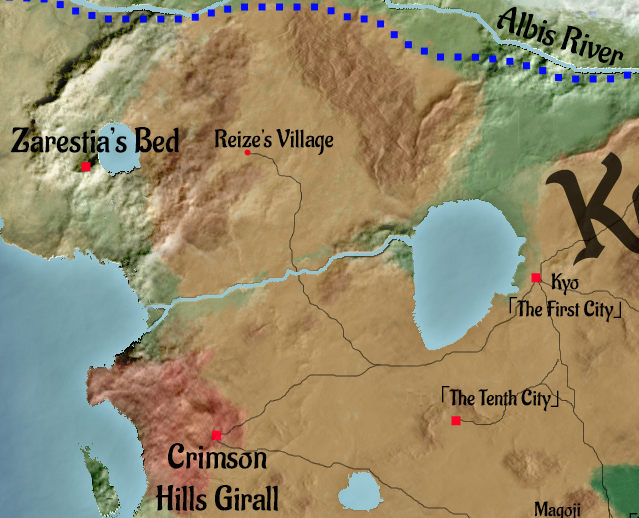 Albis River
Zarestia's Bed
Reize's Village
K
Kyo
「The First City」
「The Tenth City」
Crimson
Hills Girall
Magoji